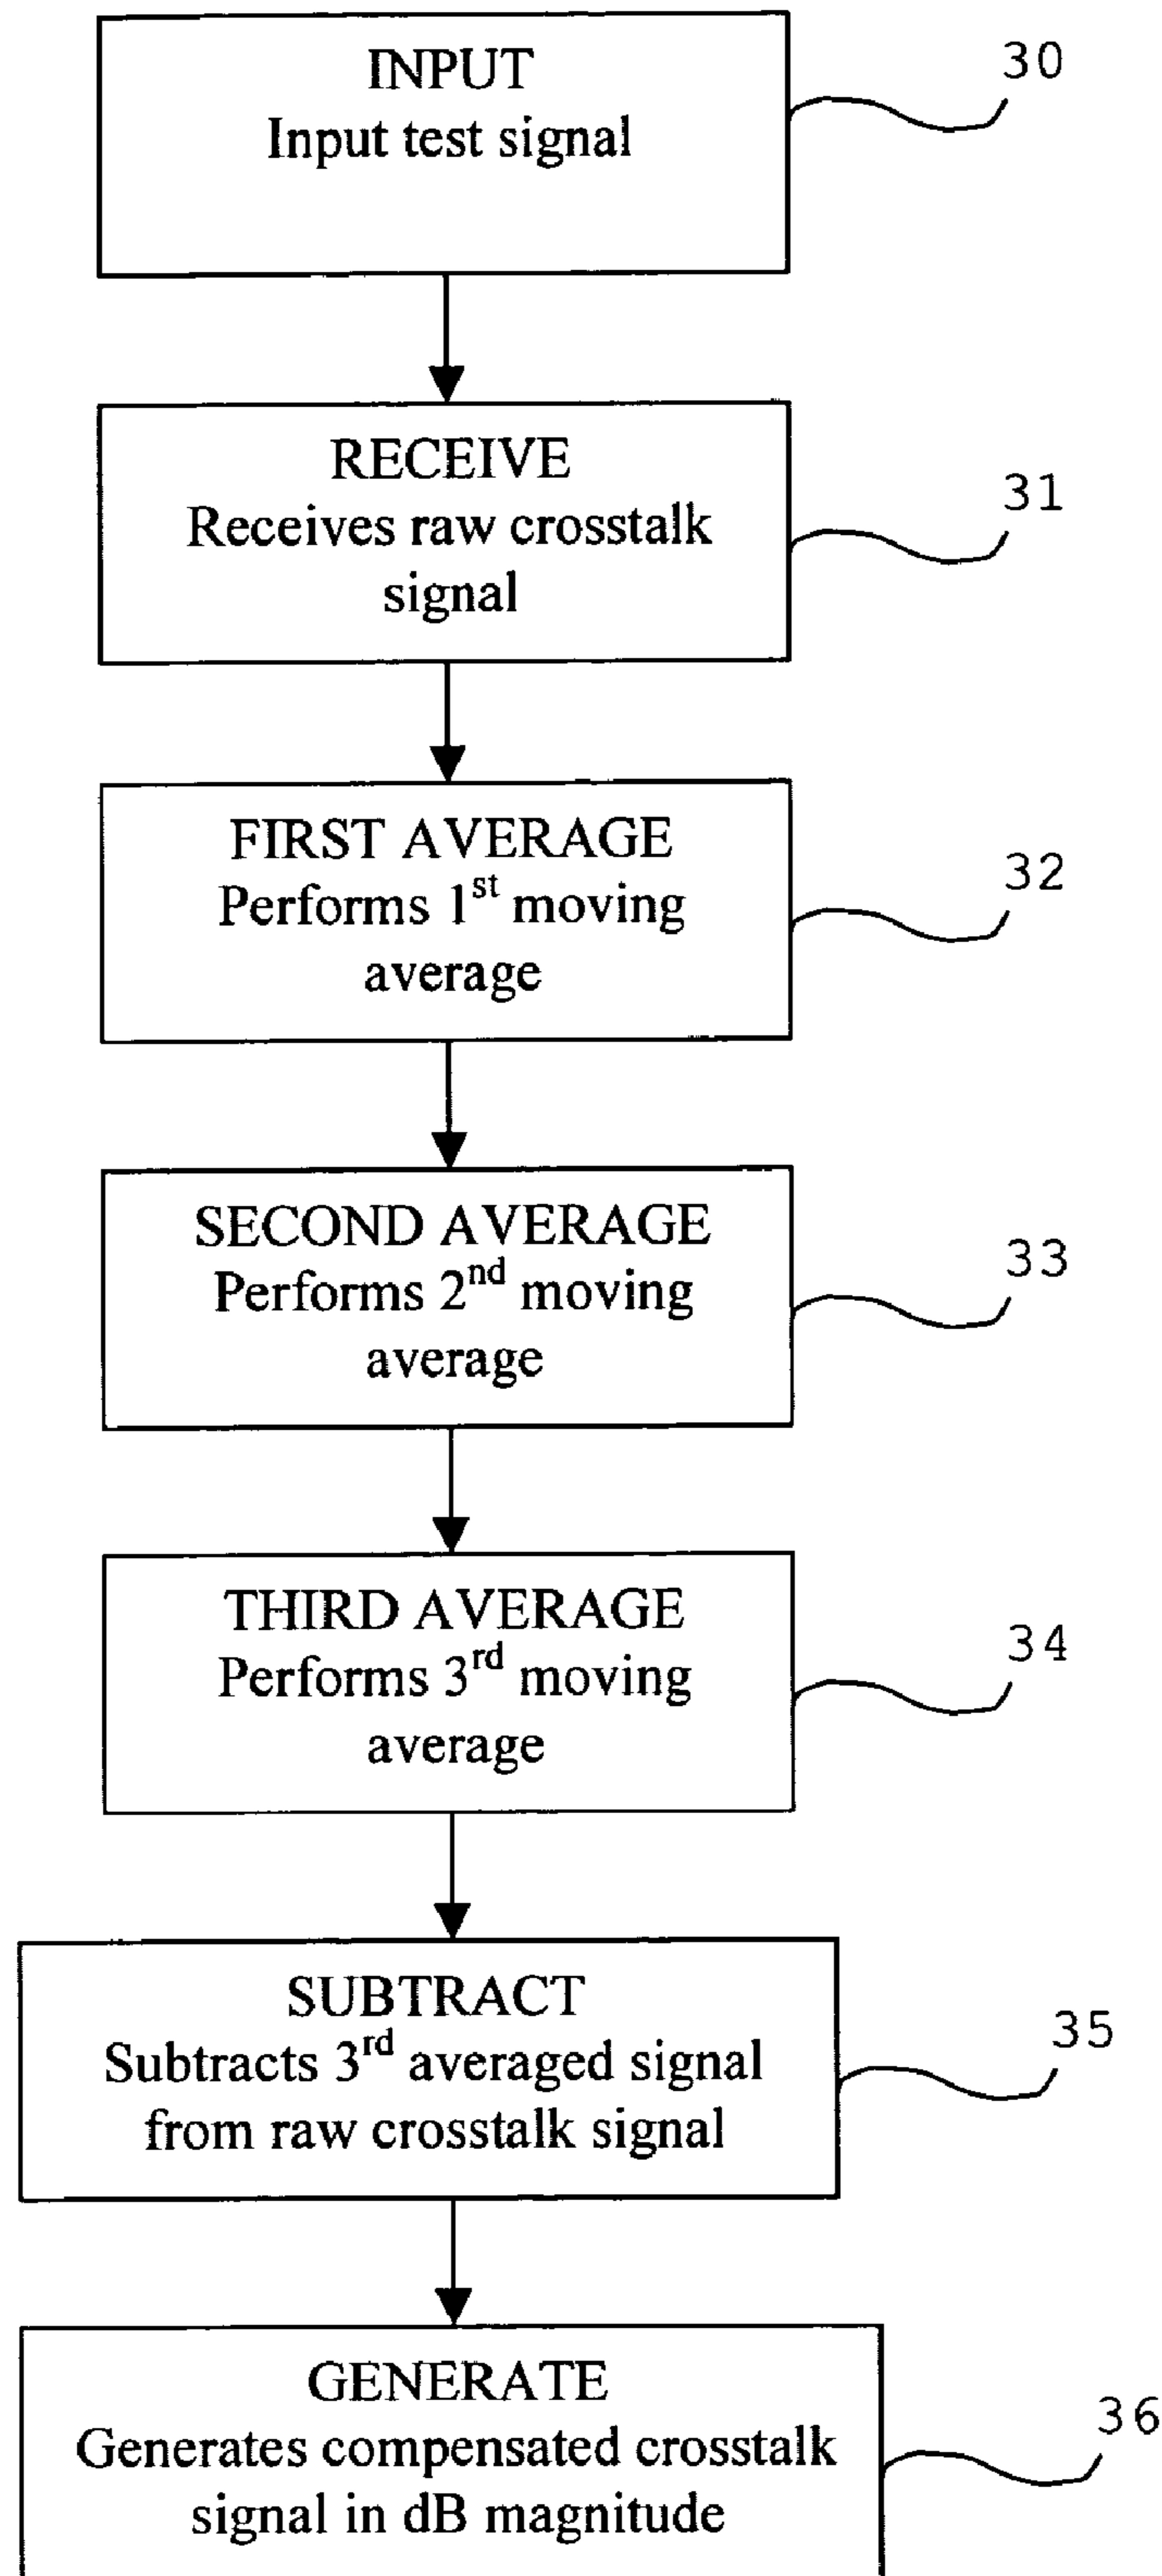 INPUT
Input test signal
30
RECEIVE
Receives raw crosstalk
signal
31
FIRST AVERAGE
Performs 1st moving
average
32
SECOND AVERAGE
Performs 2nd moving
average
33
THIRD AVERAGE
Performs 3rd moving
average
34
SUBTRACT
Subtracts 3rd averaged signal
from raw crosstalk signal
35
GENERATE
Generates compensated crosstalk
signal in dB magnitude
36